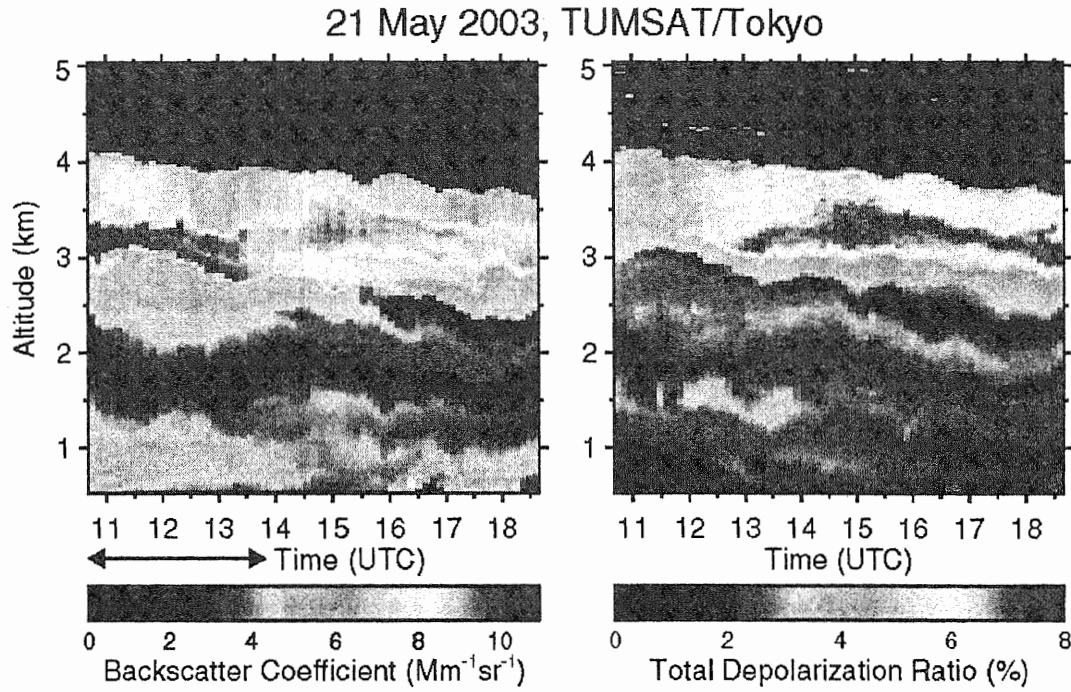 21 May 2003, TUMSAT/Tokyo
5
4
3
2
1
Altitude (km)
11 12 13 14 15 16 17 18
Time (UTC)
0 2 4 6 8 10
Backscatter Coefficient (Mm⁻¹sr⁻¹)
5
4
3
2
1
11 12 13 14 15 16 17 18
Time (UTC)
0 2 4 6 8
Total Depolarization Ratio (%)